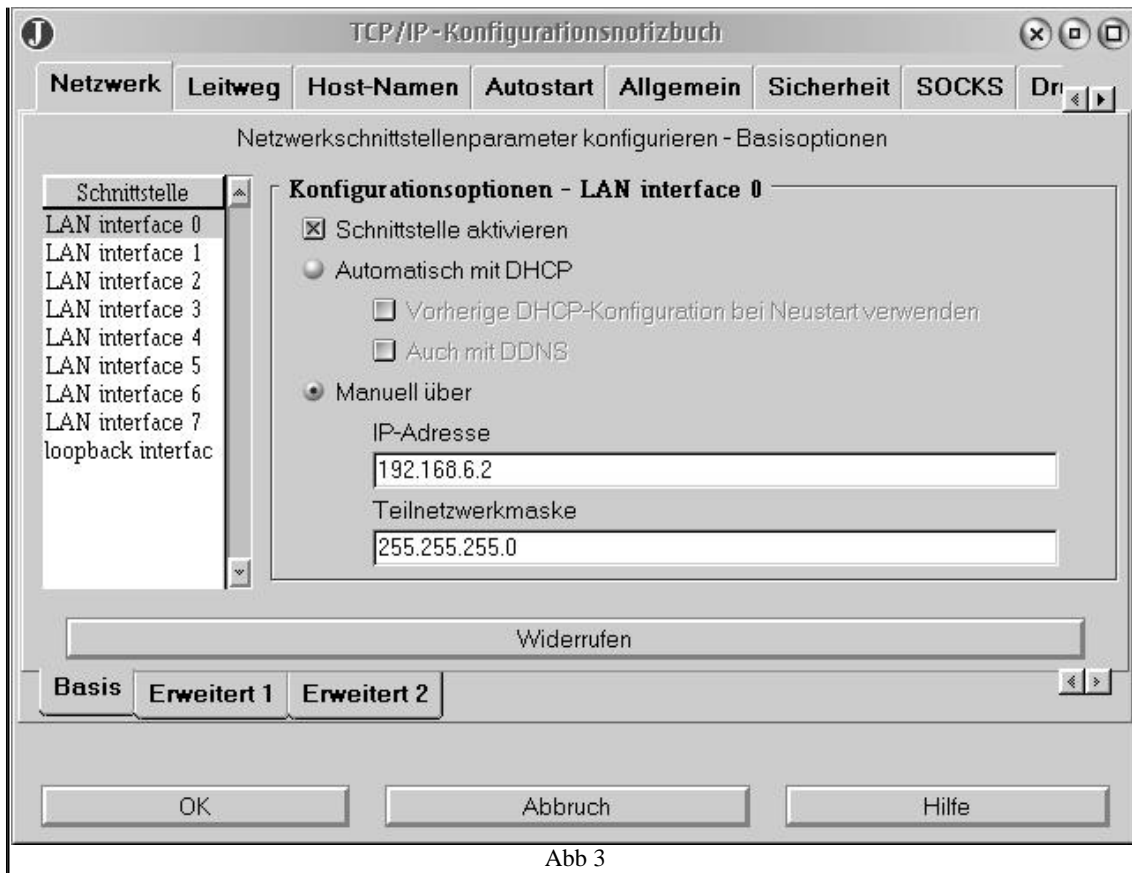 J
TCP/IP-Konfigurationsnotizbuch
Netzwerk Leitweg Host-Namen Autostart Allgemein Sicherheit SOCKS
Netzwerkschnittstellenparameter konfigurieren - Basisoptionen
Schnittstelle
LAN interface 0
LAN interface 1
LAN interface 2
LAN interface 3
LAN interface 4
LAN interface 5
LAN interface 6
LAN interface 7
loopback interfac
Konfigurationsoptionen - LAN interface 0
Schnittstelle aktivieren
Automatisch mit DHCP
Vorherige DHCP-Konfiguration bei Neustart verwenden
Auch mit DDNS
Manuell über
IP-Adresse
192.168.6.2
Teilnetzwerkmaske
255.255.255.0
Widerrufen
Basis Erweitert 1 Erweitert 2
OK Abbruch Hilfe
Abb 3